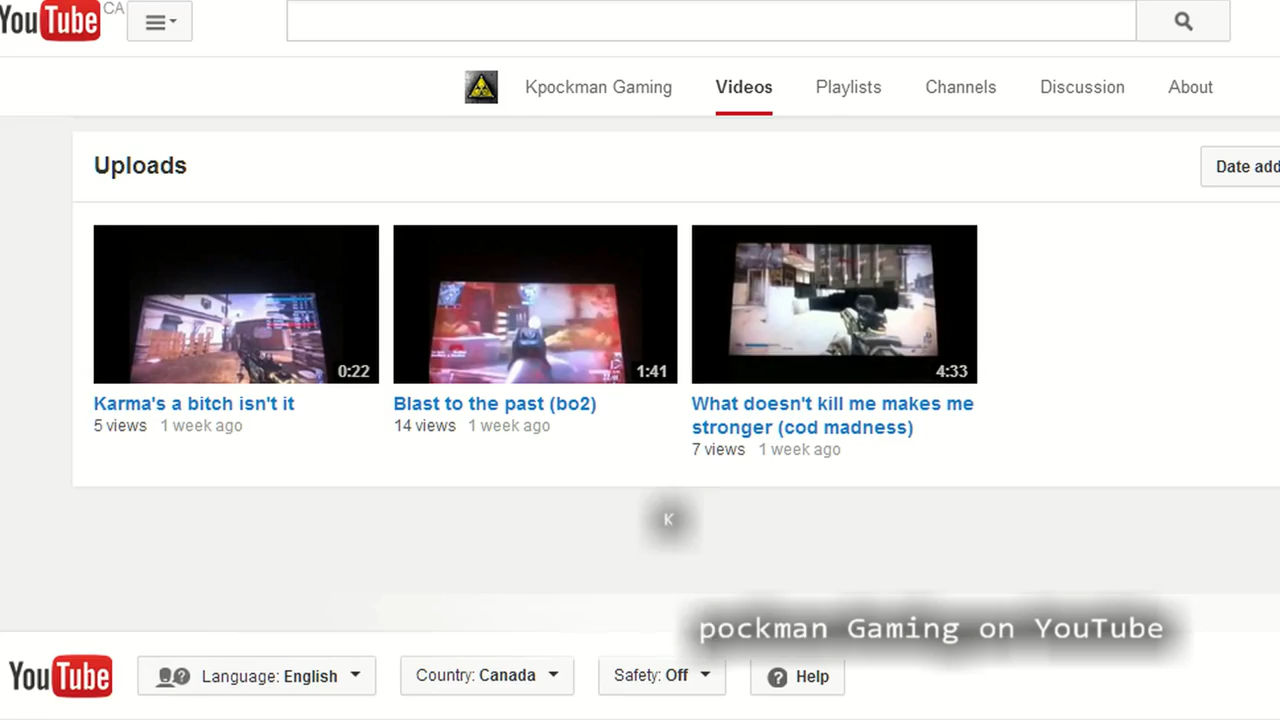 YouTube CA
Kpockman Gaming Videos Playlists Channels Discussion About
Uploads
Date add
0:22 1:41 4:33
Karma's a bitch isn't it
5 views 1 week ago
Blast to the past (bo2)
14 views 1 week ago
What doesn't kill me makes me
stronger (cod madness)
7 views 1 week ago
K
pockman Gaming on YouTube
YouTube Language: English Country: Canada Safety: Off Help